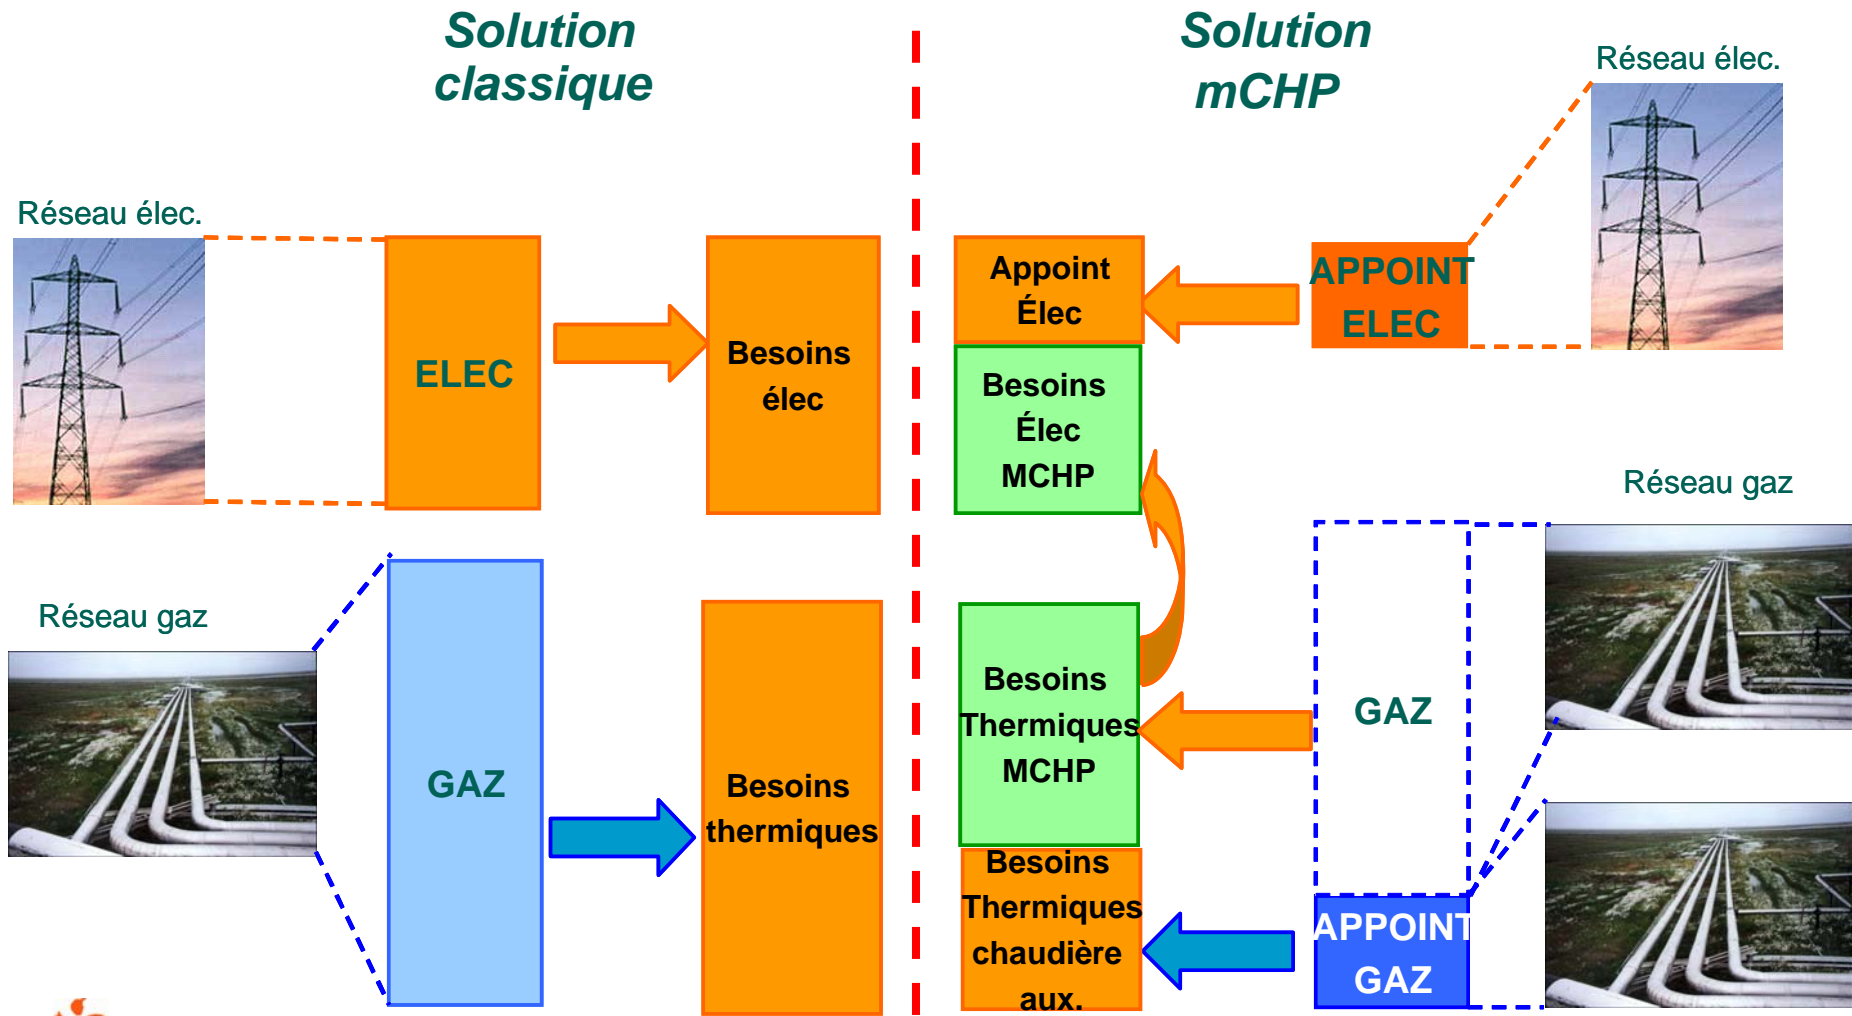 Solution
classique
Solution
mCHP
Réseau élec.
Réseau élec.
ELEC
Besoins
élec
Appoint
Élec
APPOINT
ELEC
Besoins
Élec
MCHP
Réseau gaz
Réseau gaz
GAZ
Besoins
thermiques
Besoins
Thermiques
MCHP
GAZ
Besoins
Thermiques
chaudière
aux.
APPOINT
GAZ